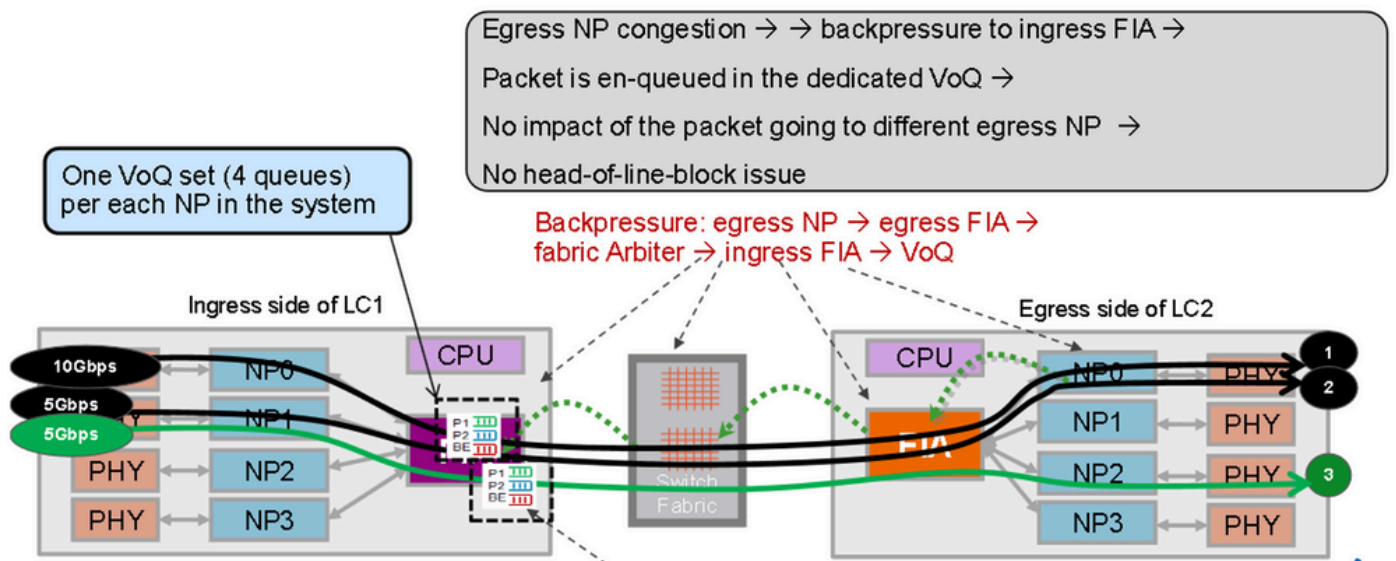 Egress NP congestion → → backpressure to ingress FIA →
Packet is en-queued in the dedicated VoQ →
No impact of the packet going to different egress NP →
No head-of-line-block issue
One VoQ set (4 queues)
per each NP in the system
Backpressure: egress NP → egress FIA →
fabric Arbiter → ingress FIA → VoQ
Ingress side of LC1
Egress side of LC2
10Gbps
NP0
CPU
5Gbps
NP1
5Gbps
PHY
NP2
PHY
NP3
P1
P2
BE
P1
P2
BE
Switch
Fabric
CPU
FIA
NP0
PHY
1
2
NP1
PHY
NP2
PHY
3
NP3
PHY